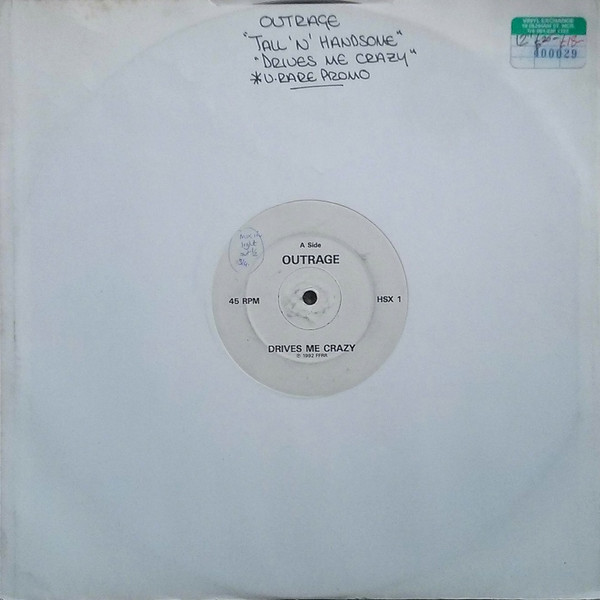 OUTRAGE
"TALL 'N' HANDSOME"
"DRIVES ME CRAZY"
*V.RARE PROMO
VINYL EXCHANGE
400029
A Side
OUTRAGE
45 RPM
HSX 1
DRIVES ME CRAZY
℗ 1992 FFRR